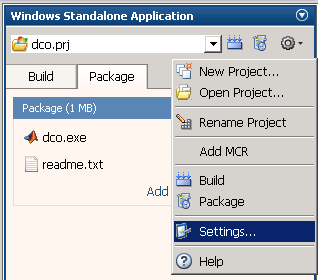 Windows Standalone Application
dco.prj
Build
Package
Package (1 MB)
dco.exe
readme.txt
Add
New Project...
Open Project...
Rename Project
Add MCR
Build
Package
Settings...
Help